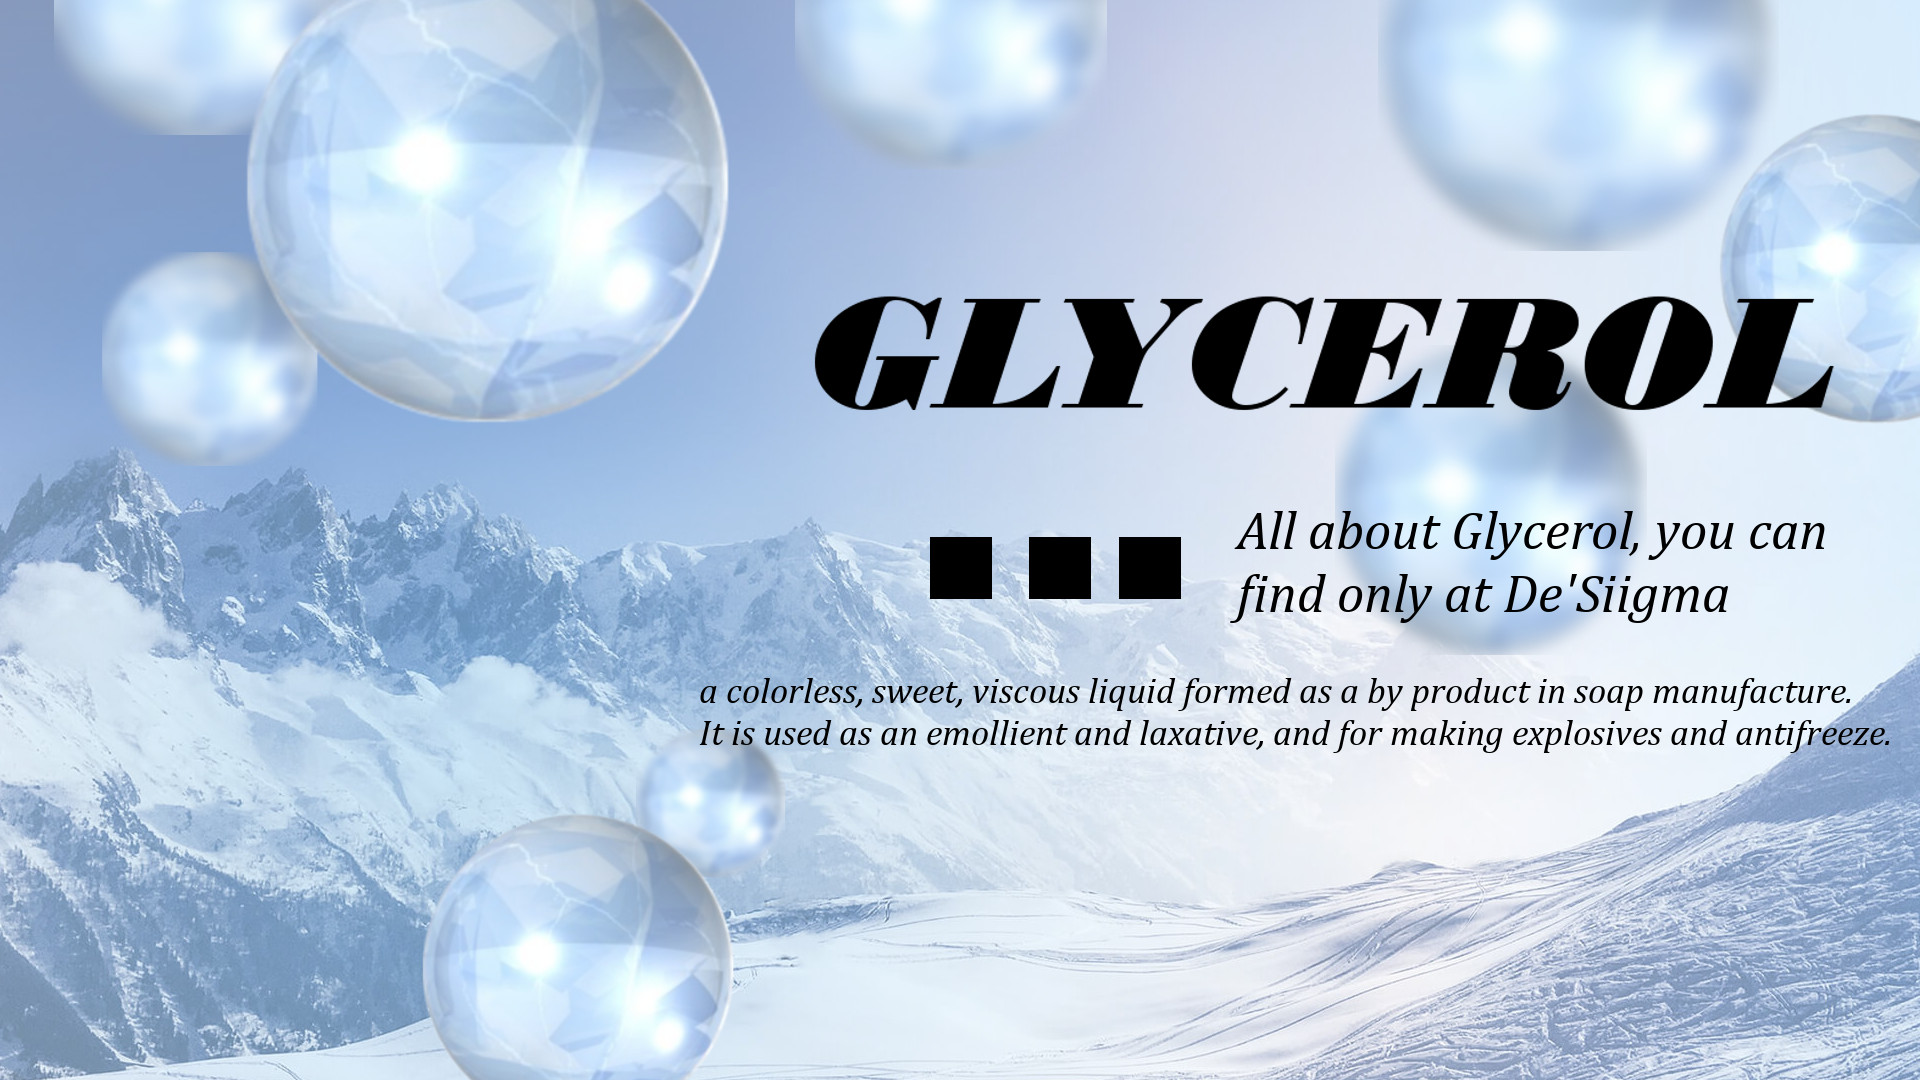 GLYCEROL
All about Glycerol, you can
find only at De'Siigma
a colorless, sweet, viscous liquid formed as a by product in soap manufacture.
It is used as an emollient and laxative, and for making explosives and antifreeze.